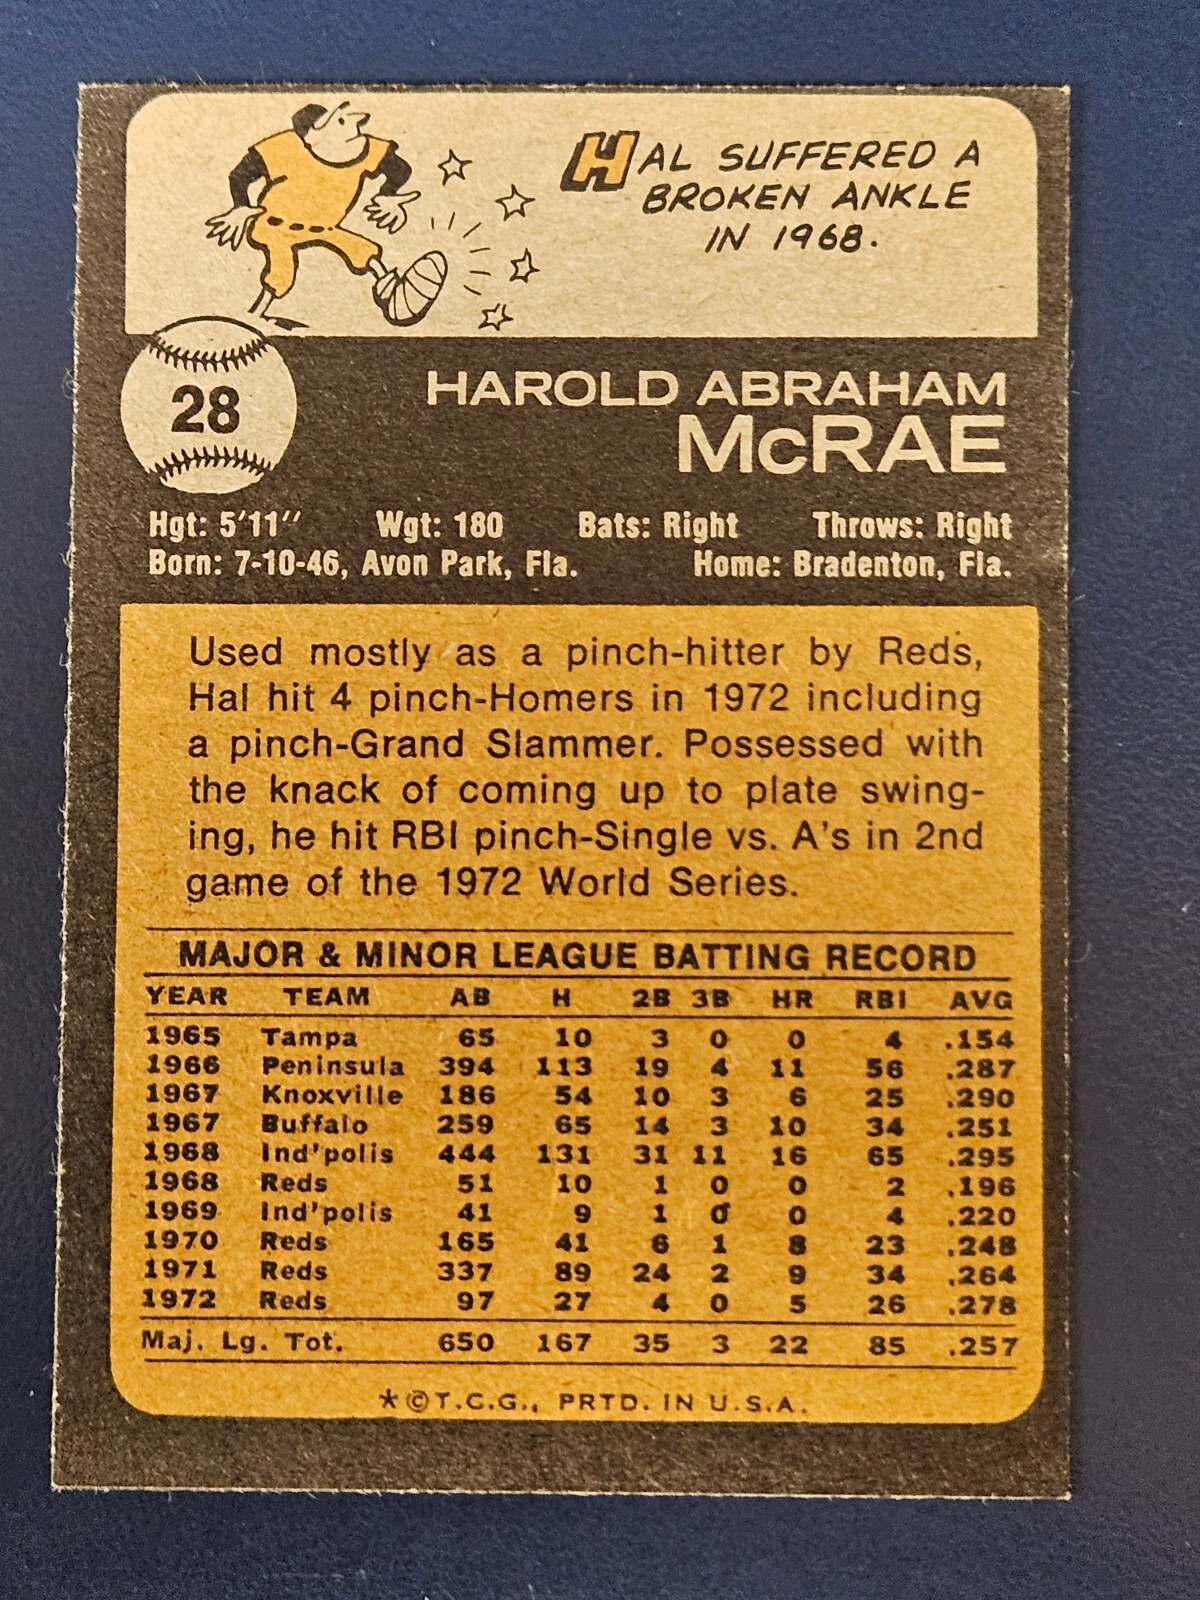 HAL SUFFERED A
BROKEN ANKLE
IN 1968.
28
HAROLD ABRAHAM
McRAE
Hgt: 5'11" Wgt: 180 Bats: Right Throws: Right
Born: 7-10-46, Avon Park, Fla. Home: Bradenton, Fla.
Used mostly as a pinch-hitter by Reds,
Hal hit 4 pinch-Homers in 1972 including
a pinch-Grand Slammer. Possessed with
the knack of coming up to plate swing-
ing, he hit RBI pinch-Single vs. A's in 2nd
game of the 1972 World Series.
MAJOR & MINOR LEAGUE BATTING RECORD
YEAR TEAM AB H 2B 3B HR RBI AVG
1965 Tampa 65 10 3 0 0 4 .154
1966 Peninsula 394 113 19 4 11 56 .287
1967 Knoxville 186 54 10 3 6 25 .290
1967 Buffalo 259 65 14 3 10 34 .251
1968 Ind'polis 444 131 31 11 16 65 .295
1968 Reds 51 10 1 0 0 2 .196
1969 Ind'polis 41 9 1 0 0 4 .220
1970 Reds 165 41 6 1 8 23 .248
1971 Reds 337 89 24 2 9 34 .264
1972 Reds 97 27 4 0 5 26 .278
Maj. Lg. Tot. 650 167 35 3 22 85 .257
*©T.C.G., PRTD. IN U.S.A.